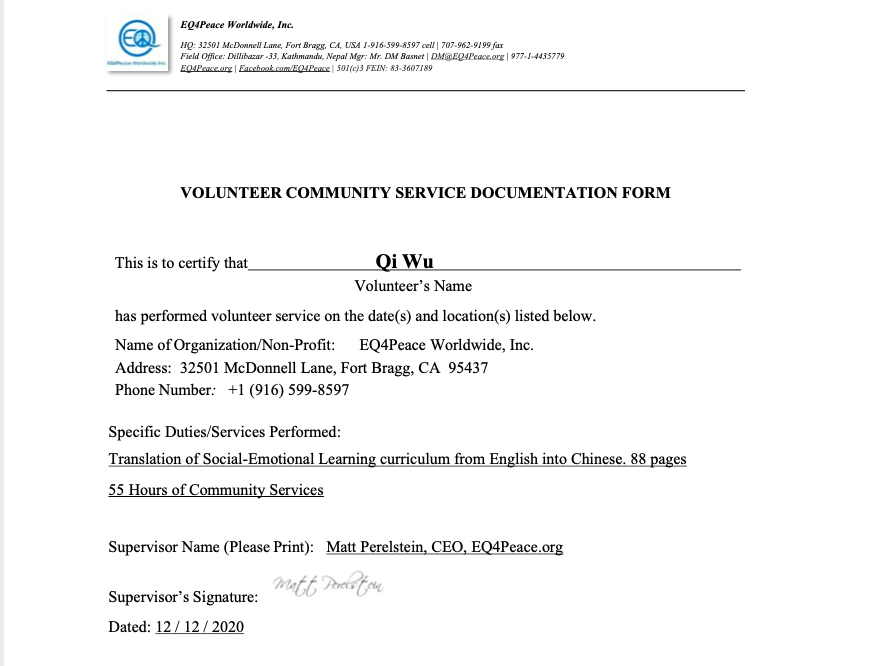 EQ
EQ4Peace Worldwide, Inc.
EQ4Peace Worldwide, Inc.
HQ: 32501 McDonnell Lane, Fort Bragg, CA, USA 1-916-599-8597 cell | 707-962-9199 fax
Field Office: Dillibazar -33, Kathmandu, Nepal Mgr: Mr. DM Basnet | DM@EQ4Peace.org | 977-1-4435779
EQ4Peace.org | Facebook.com/EQ4Peace | 501(c)3 FEIN: 83-3607189
VOLUNTEER COMMUNITY SERVICE DOCUMENTATION FORM
This is to certify that Qi Wu
Volunteer’s Name
has performed volunteer service on the date(s) and location(s) listed below.
Name of Organization/Non-Profit: EQ4Peace Worldwide, Inc.
Address: 32501 McDonnell Lane, Fort Bragg, CA 95437
Phone Number: +1 (916) 599-8597
Specific Duties/Services Performed:
Translation of Social-Emotional Learning curriculum from English into Chinese. 88 pages
55 Hours of Community Services
Supervisor Name (Please Print): Matt Perelstein, CEO, EQ4Peace.org
Supervisor’s Signature: Matt Perelstein
Dated: 12 / 12 / 2020